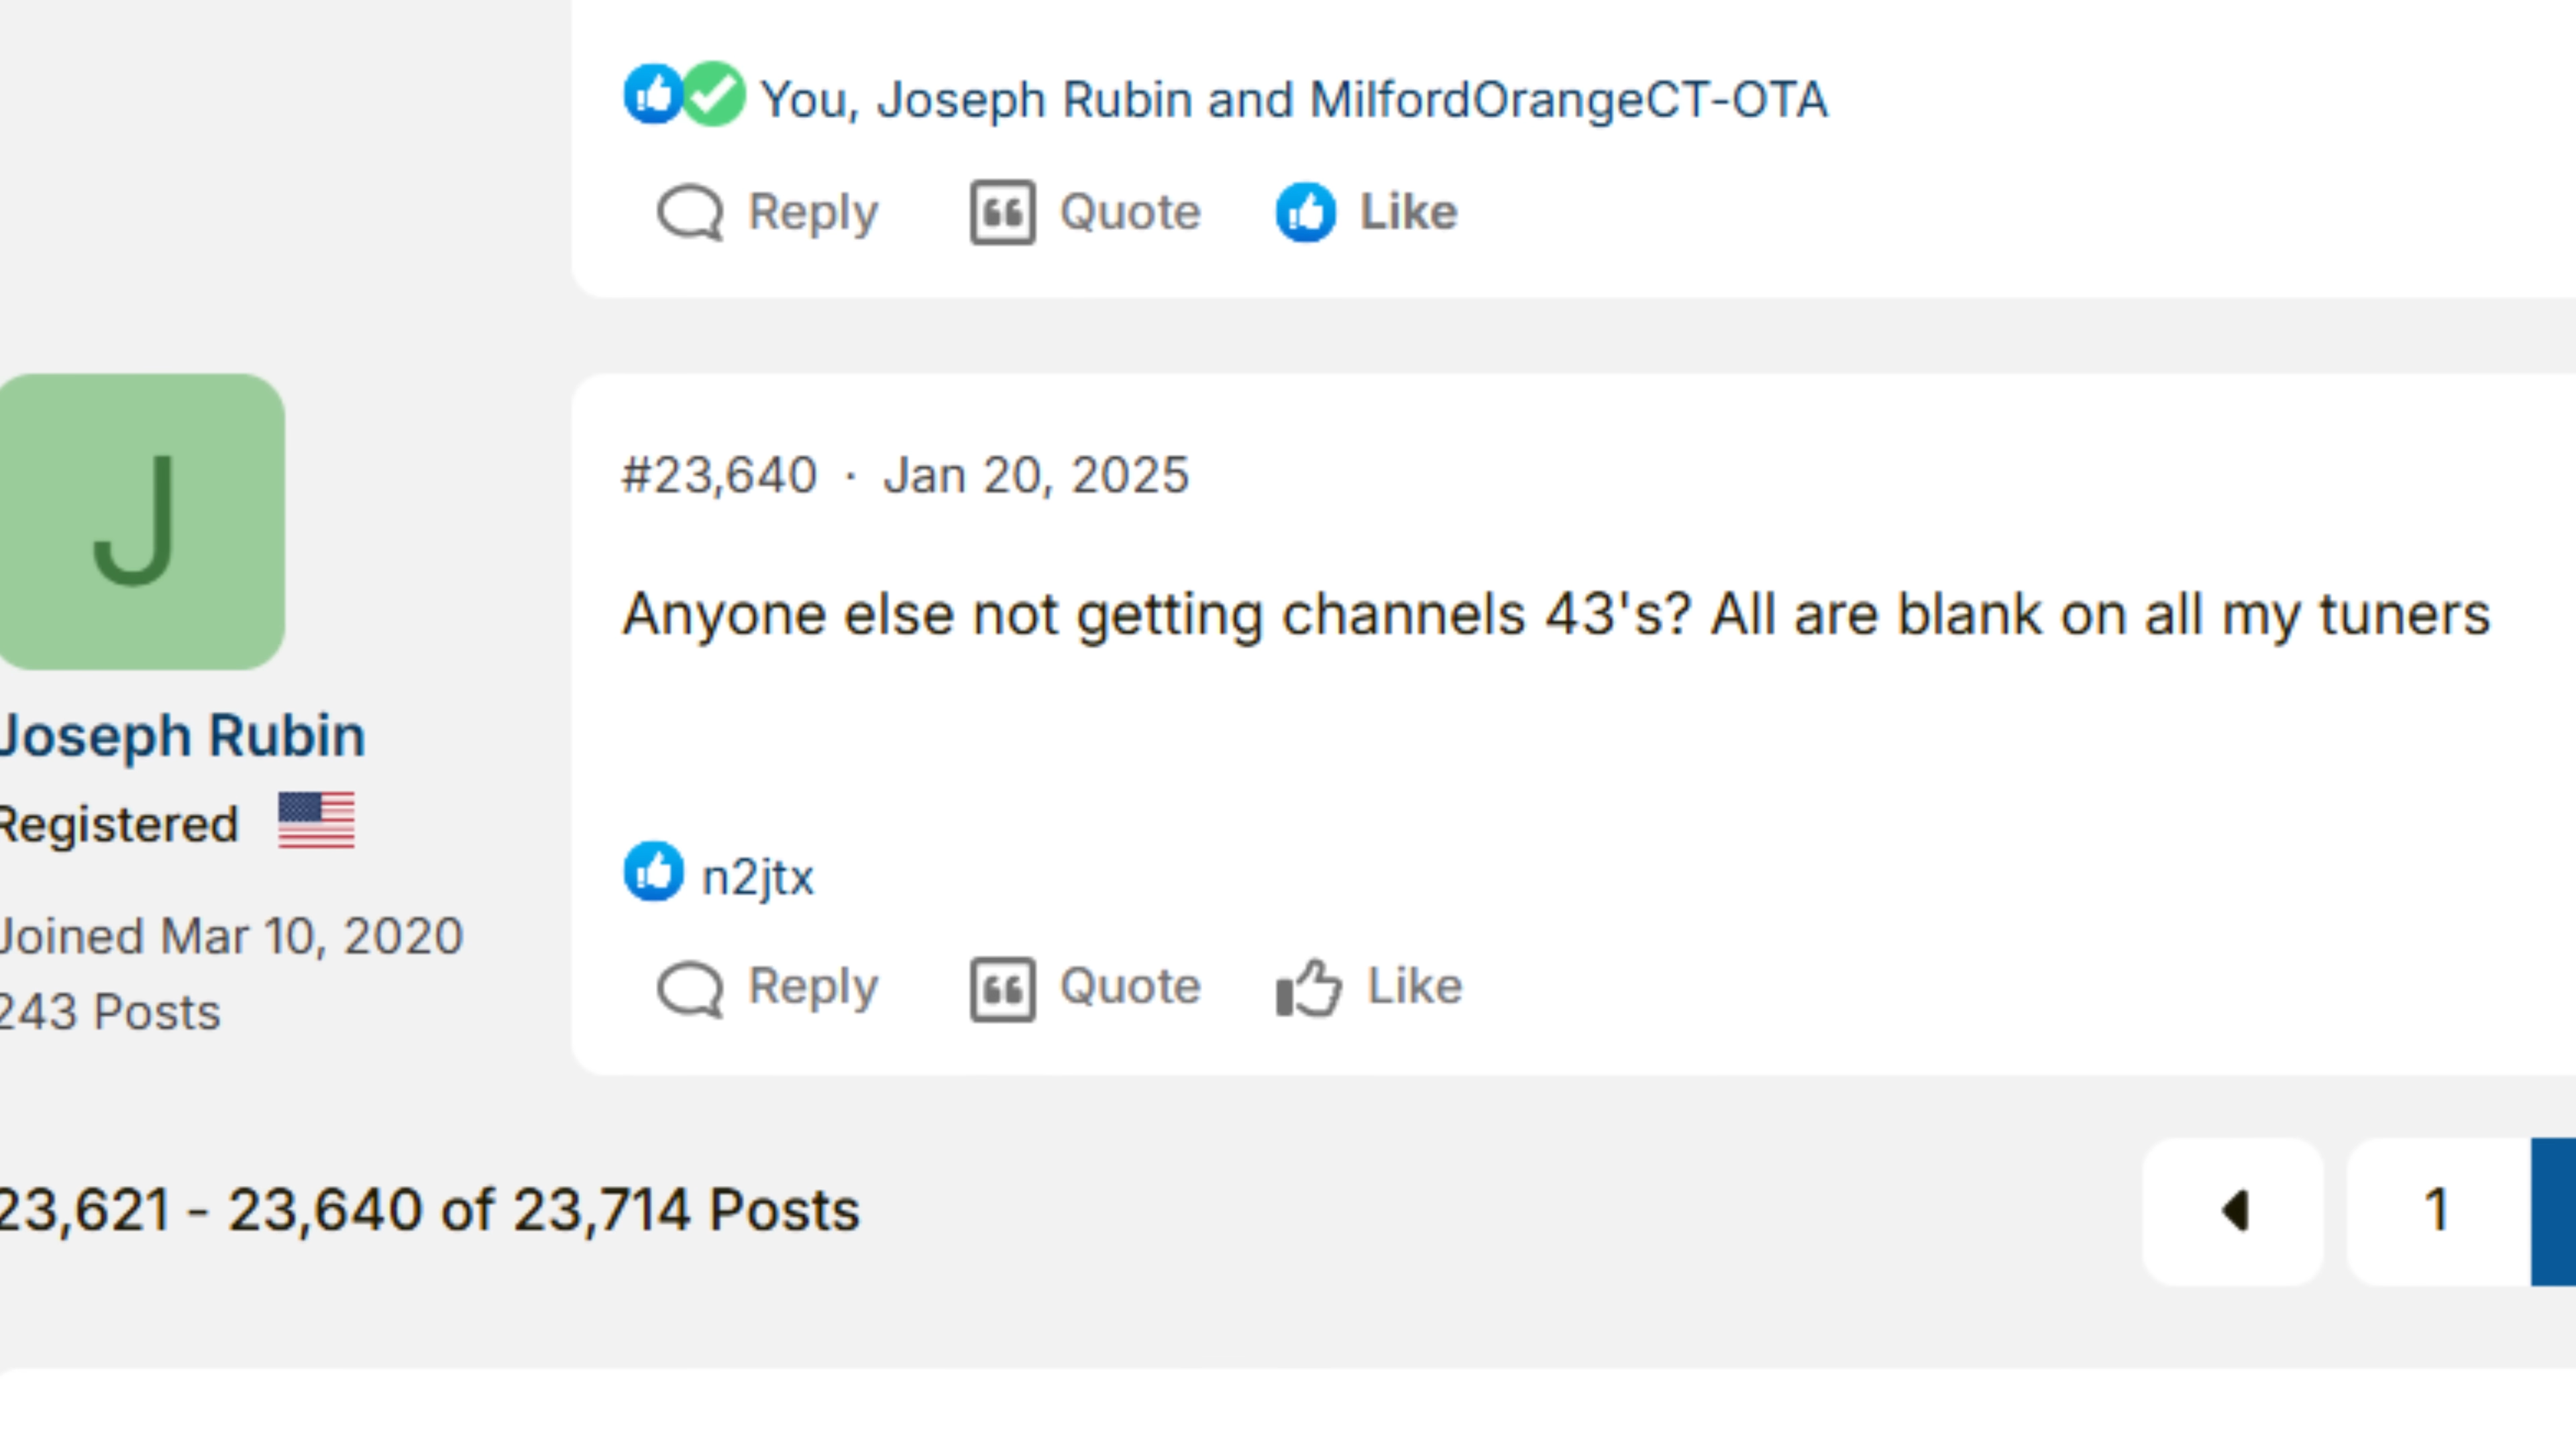 You, Joseph Rubin and MilfordOrangeCT-OTA
Reply Quote Like
J
Joseph Rubin
Registered
Joined Mar 10, 2020
243 Posts
#23,640 · Jan 20, 2025
Anyone else not getting channels 43's? All are blank on all my tuners
n2jtx
Reply Quote Like
23,621 - 23,640 of 23,714 Posts
1